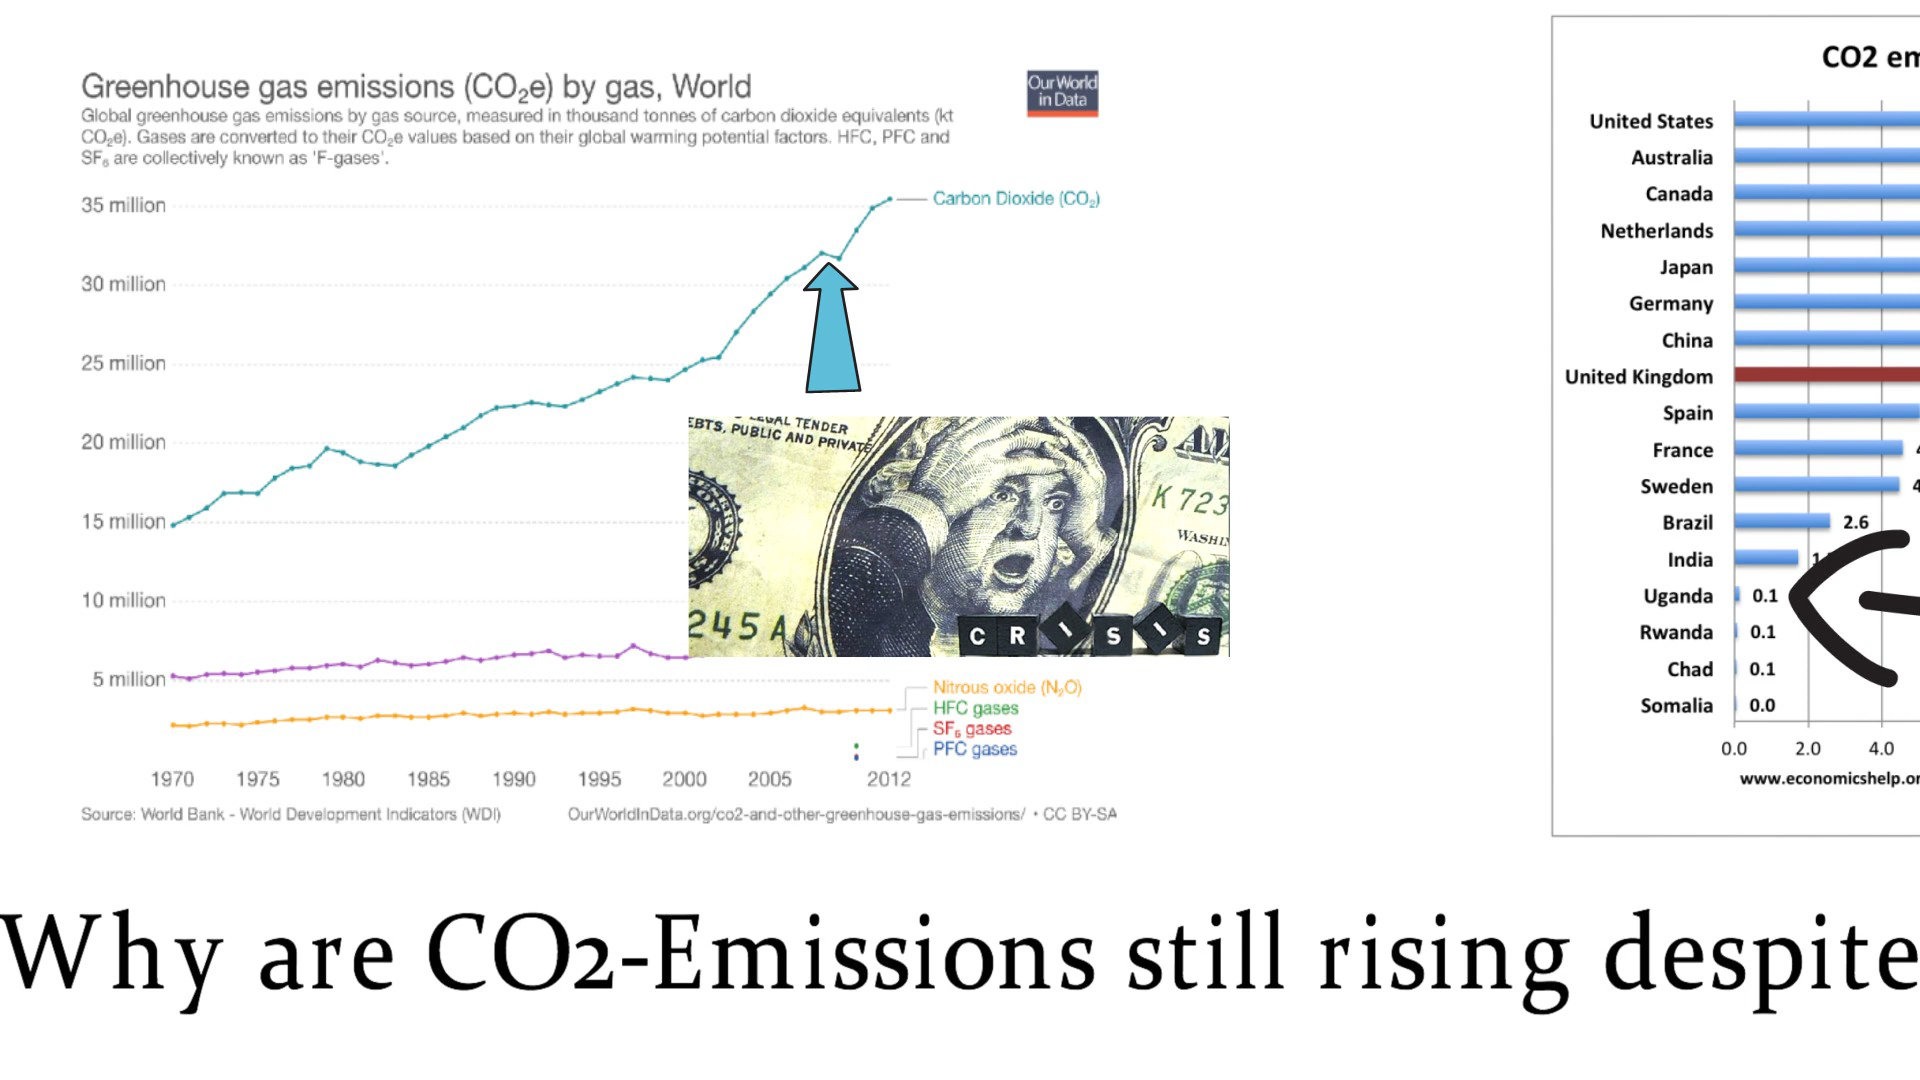 Greenhouse gas emissions (CO₂e) by gas, World
Global greenhouse gas emissions by gas source, measured in thousand tonnes of carbon dioxide equivalents (kt
CO₂e). Gases are converted to their CO₂e values based on their global warming potential factors. HFC, PFC and
SF₆ are collectively known as 'F-gases'.
Our World
in Data
35 million
30 million
25 million
20 million
15 million
10 million
5 million
Carbon Dioxide (CO₂)
LEGAL TENDER
PUBLIC AND PRIVATE
K 723
245 A
C R I S I S
Nitrous oxide (N₂O)
HFC gases
SF₆ gases
PFC gases
1970 1975 1980 1985 1990 1995 2000 2005 2012
Source: World Bank - World Development Indicators (WDI)
OurWorldInData.org/co2-and-other-greenhouse-gas-emissions/ • CC BY-SA
CO2 em
United States
Australia
Canada
Netherlands
Japan
Germany
China
United Kingdom
Spain
France 4
Sweden 4
Brazil 2.6
India
Uganda 0.1
Rwanda 0.1
Chad 0.1
Somalia 0.0
0.0 2.0 4.0
www.economicshelp.or
Why are CO2-Emissions still rising despite